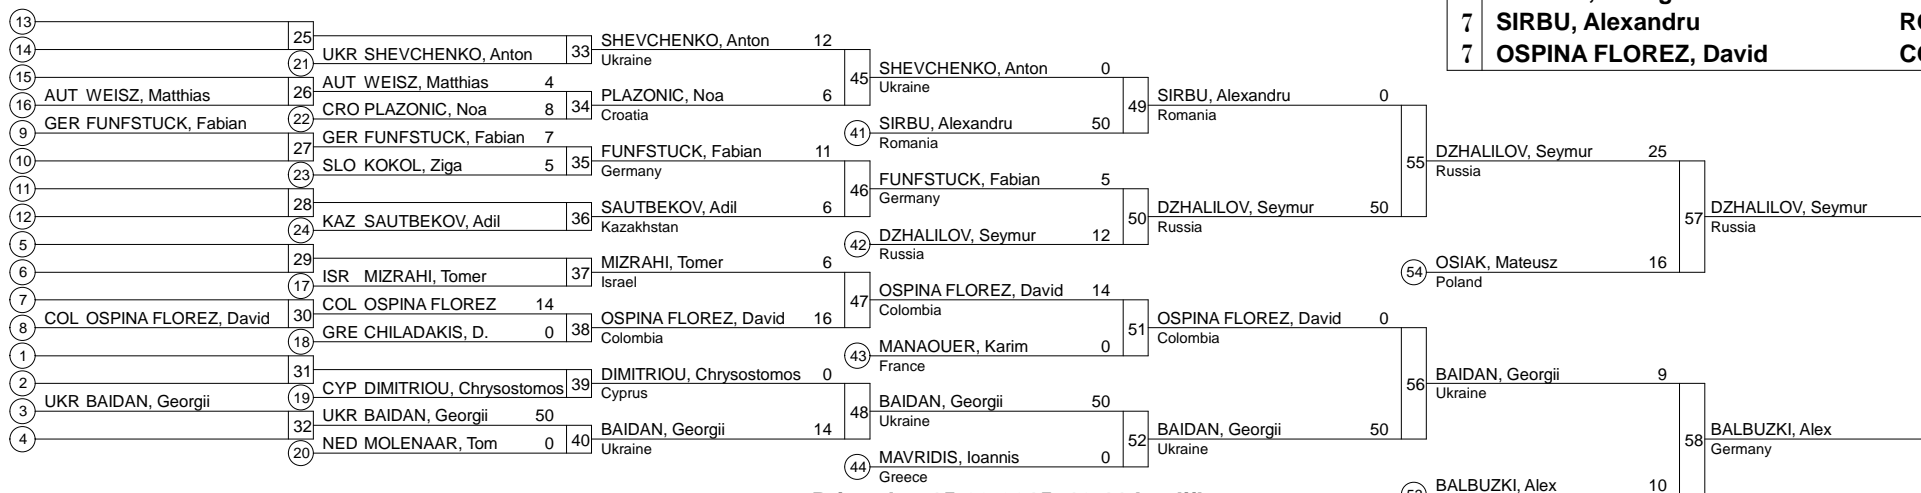 7 SIRBU, Alexandru
7 OSPINA FLOREZ, David
13
14
25
21 UKR SHEVCHENKO, Anton
33
SHEVCHENKO, Anton 12
Ukraine
15
16 AUT WEISZ, Matthias
26
AUT WEISZ, Matthias 4
22 CRO PLAZONIC, Noa 8
34
PLAZONIC, Noa 6
Croatia
45
SHEVCHENKO, Anton 0
Ukraine
41 SIRBU, Alexandru 50
Romania
49
SIRBU, Alexandru 0
Romania
9 GER FUNFSTUCK, Fabian
10
27
GER FUNFSTUCK, Fabian 7
23 SLO KOKOL, Ziga 5
35
FUNFSTUCK, Fabian 11
Germany
11
12
28
24 KAZ SAUTBEKOV, Adil
36
SAUTBEKOV, Adil 6
Kazakhstan
46
FUNFSTUCK, Fabian 5
Germany
42 DZHALILOV, Seymur 12
Russia
50
DZHALILOV, Seymur 50
Russia
55
DZHALILOV, Seymur 25
Russia
54 OSIAK, Mateusz 16
Poland
57
DZHALILOV, Seymur
Russia
5
6
29
17 ISR MIZRAHI, Tomer
37
MIZRAHI, Tomer 6
Israel
7
8 COL OSPINA FLOREZ, David
30
COL OSPINA FLOREZ 14
18 GRE CHILADAKIS, D. 0
38
OSPINA FLOREZ, David 16
Colombia
47
OSPINA FLOREZ, David 14
Colombia
43 MANAOUER, Karim 0
France
51
OSPINA FLOREZ, David 0
Colombia
1
2
31
19 CYP DIMITRIOU, Chrysostomos
39
DIMITRIOU, Chrysostomos 0
Cyprus
3 UKR BAIDAN, Georgii
4
32
UKR BAIDAN, Georgii 50
20 NED MOLENAAR, Tom 0
40
BAIDAN, Georgii 14
Ukraine
48
BAIDAN, Georgii 50
Ukraine
44 MAVRIDIS, Ioannis 0
Greece
52
BAIDAN, Georgii 50
Ukraine
56
BAIDAN, Georgii 9
Ukraine
BALBUZKI, Alex 10
58
BALBUZKI, Alex
Germany